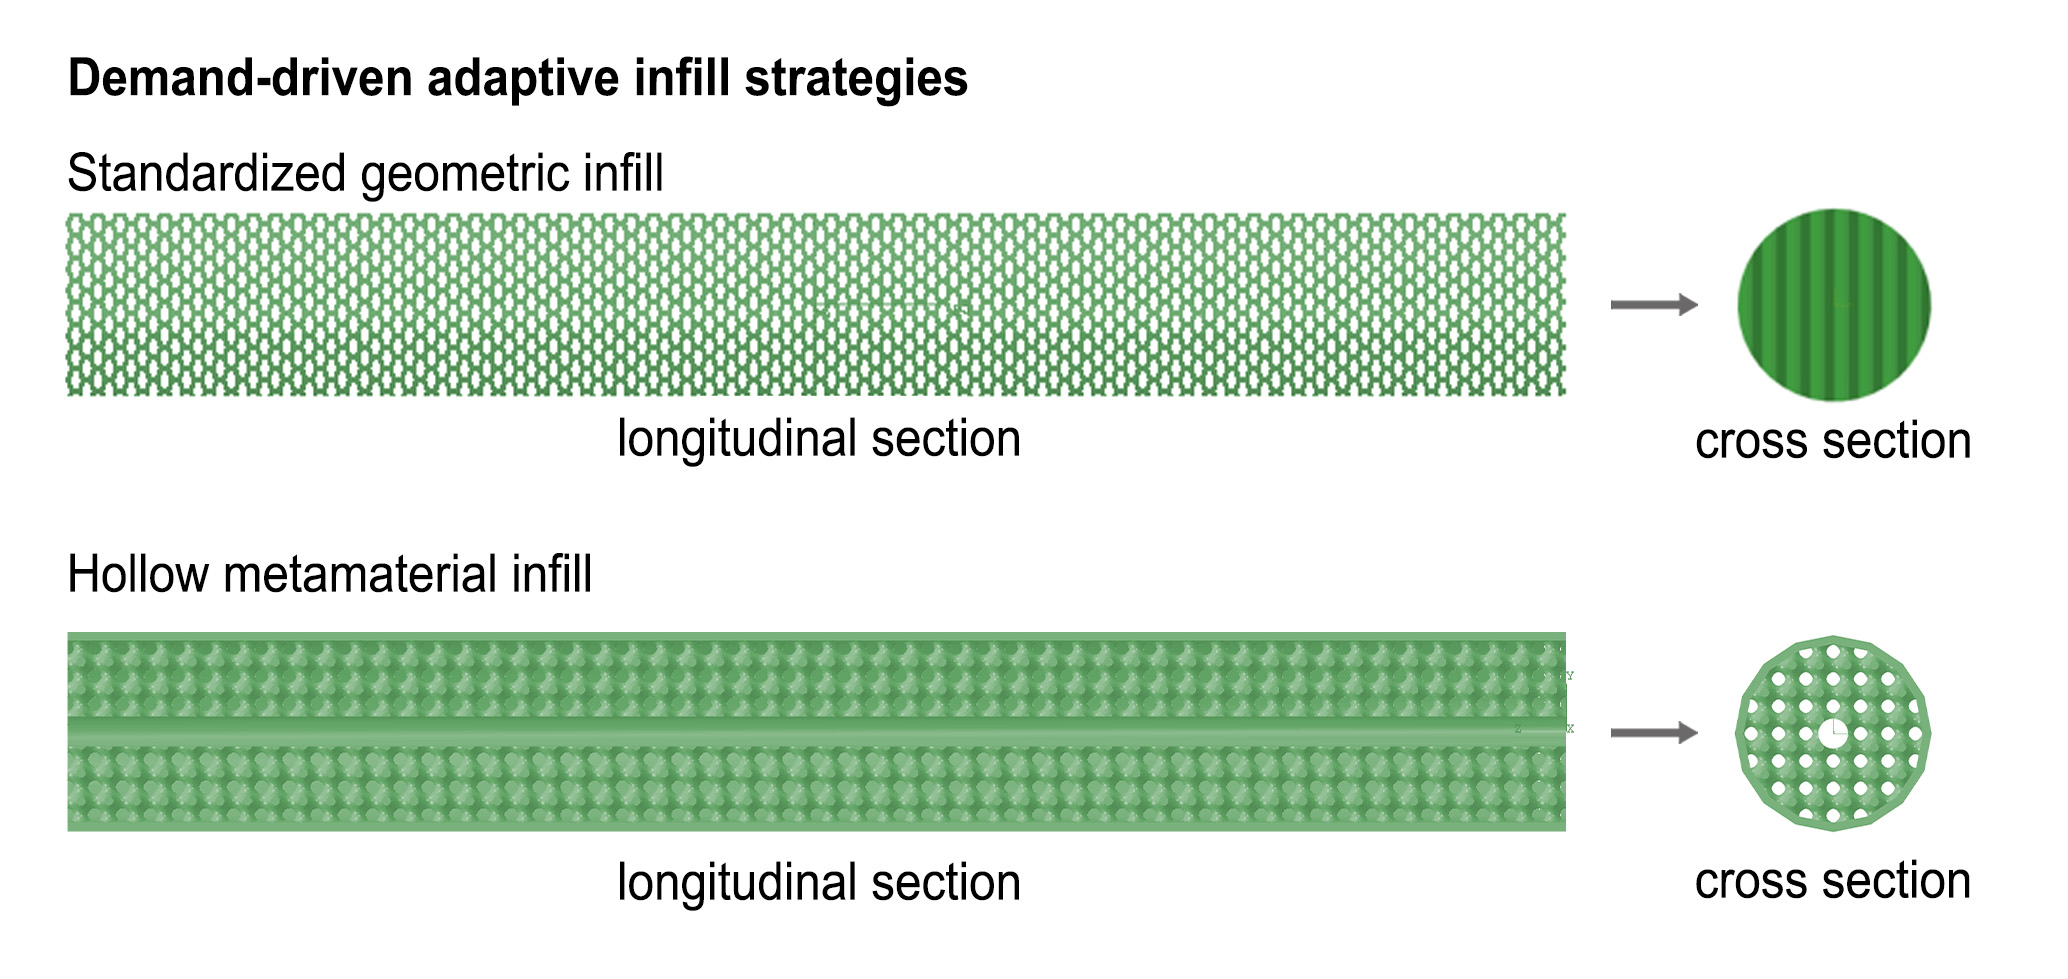 Demand-driven adaptive infill strategies
Standardized geometric infill
longitudinal section
cross section
Hollow metamaterial infill
Y
Z
X
longitudinal section
cross section